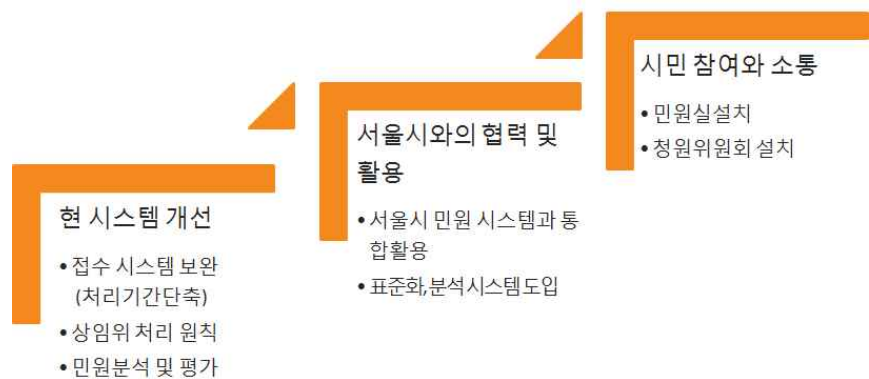 현 시스템 개선
• 접수 시스템 보완
(처리기간단축)
• 상임위 처리 원칙
• 민원분석 및 평가
서울시와의 협력 및
활용
• 서울시 민원 시스템과 통
합활용
• 표준화,분석시스템도입
시민 참여와 소통
• 민원실설치
• 청원위원회 설치